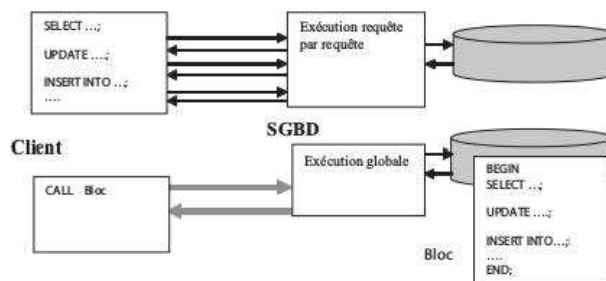 SELECT ...;
UPDATE ....;
INSERT INTO ...;
....
Exécution requête
par requête
SGBD
Client
CALL Bloc
Exécution globale
Bloc
BEGIN
SELECT ...;
UPDATE ....;
INSERT INTO...;
....
END;